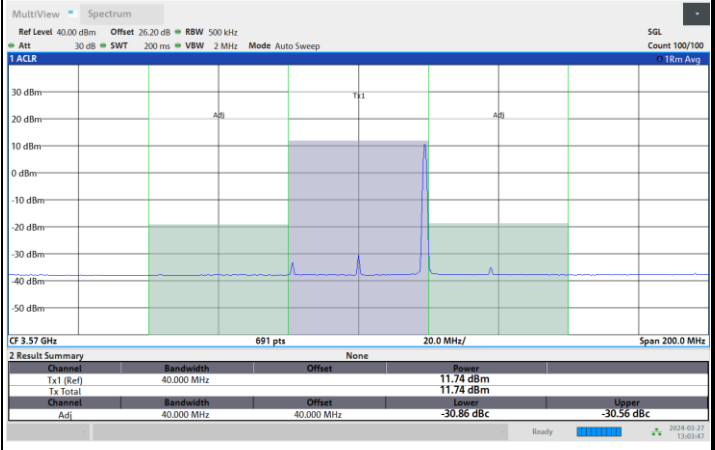 MultiView Spectrum
Ref Level 40.00 dBm Offset 26.20 dB RBW 500 kHz SGL
Att 30 dB SWT 200 ms VBW 2 MHz Mode Auto Sweep Count 100/100
1 ACLR 1Rm Avg
30 dBm
Tx1
20 dBm Adj Adj
10 dBm
0 dBm
-10 dBm
-20 dBm
-30 dBm
-40 dBm
-50 dBm
CF 3.57 GHz 691 pts 20.0 MHz/ Span 200.0 MHz
2 Result Summary None
Channel Bandwidth Offset Power
Tx1 (Ref) 40.000 MHz 11.74 dBm
Tx Total 11.74 dBm
Channel Bandwidth Offset Lower Upper
Adj 40.000 MHz 40.000 MHz -30.86 dBc -30.56 dBc
Ready 2024-03-27
13:03:47